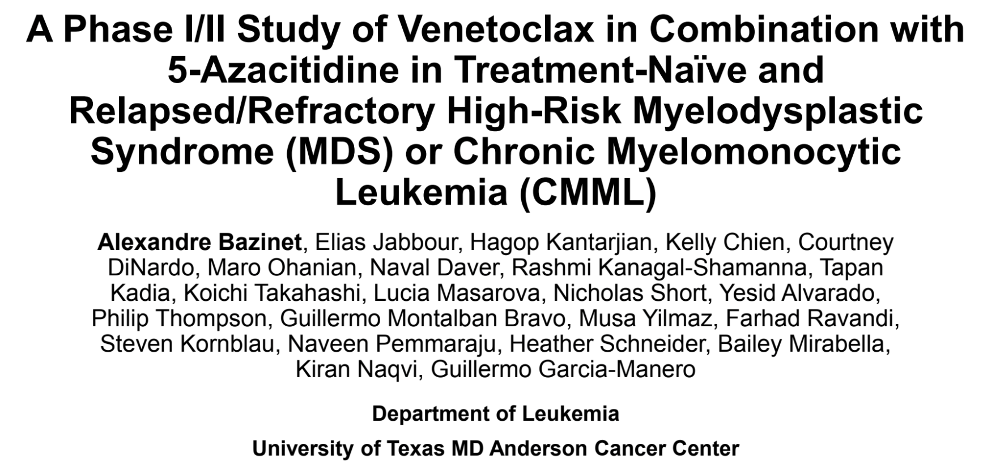 A Phase I/II Study of Venetoclax in Combination with
5-Azacitidine in Treatment-Naïve and
Relapsed/Refractory High-Risk Myelodysplastic
Syndrome (MDS) or Chronic Myelomonocytic
Leukemia (CMML)
Alexandre Bazinet, Elias Jabbour, Hagop Kantarjian, Kelly Chien, Courtney
DiNardo, Maro Ohanian, Naval Daver, Rashmi Kanagal-Shamanna, Tapan
Kadia, Koichi Takahashi, Lucia Masarova, Nicholas Short, Yesid Alvarado,
Philip Thompson, Guillermo Montalban Bravo, Musa Yilmaz, Farhad Ravandi,
Steven Kornblau, Naveen Pemmaraju, Heather Schneider, Bailey Mirabella,
Kiran Naqvi, Guillermo Garcia-Manero
Department of Leukemia
University of Texas MD Anderson Cancer Center